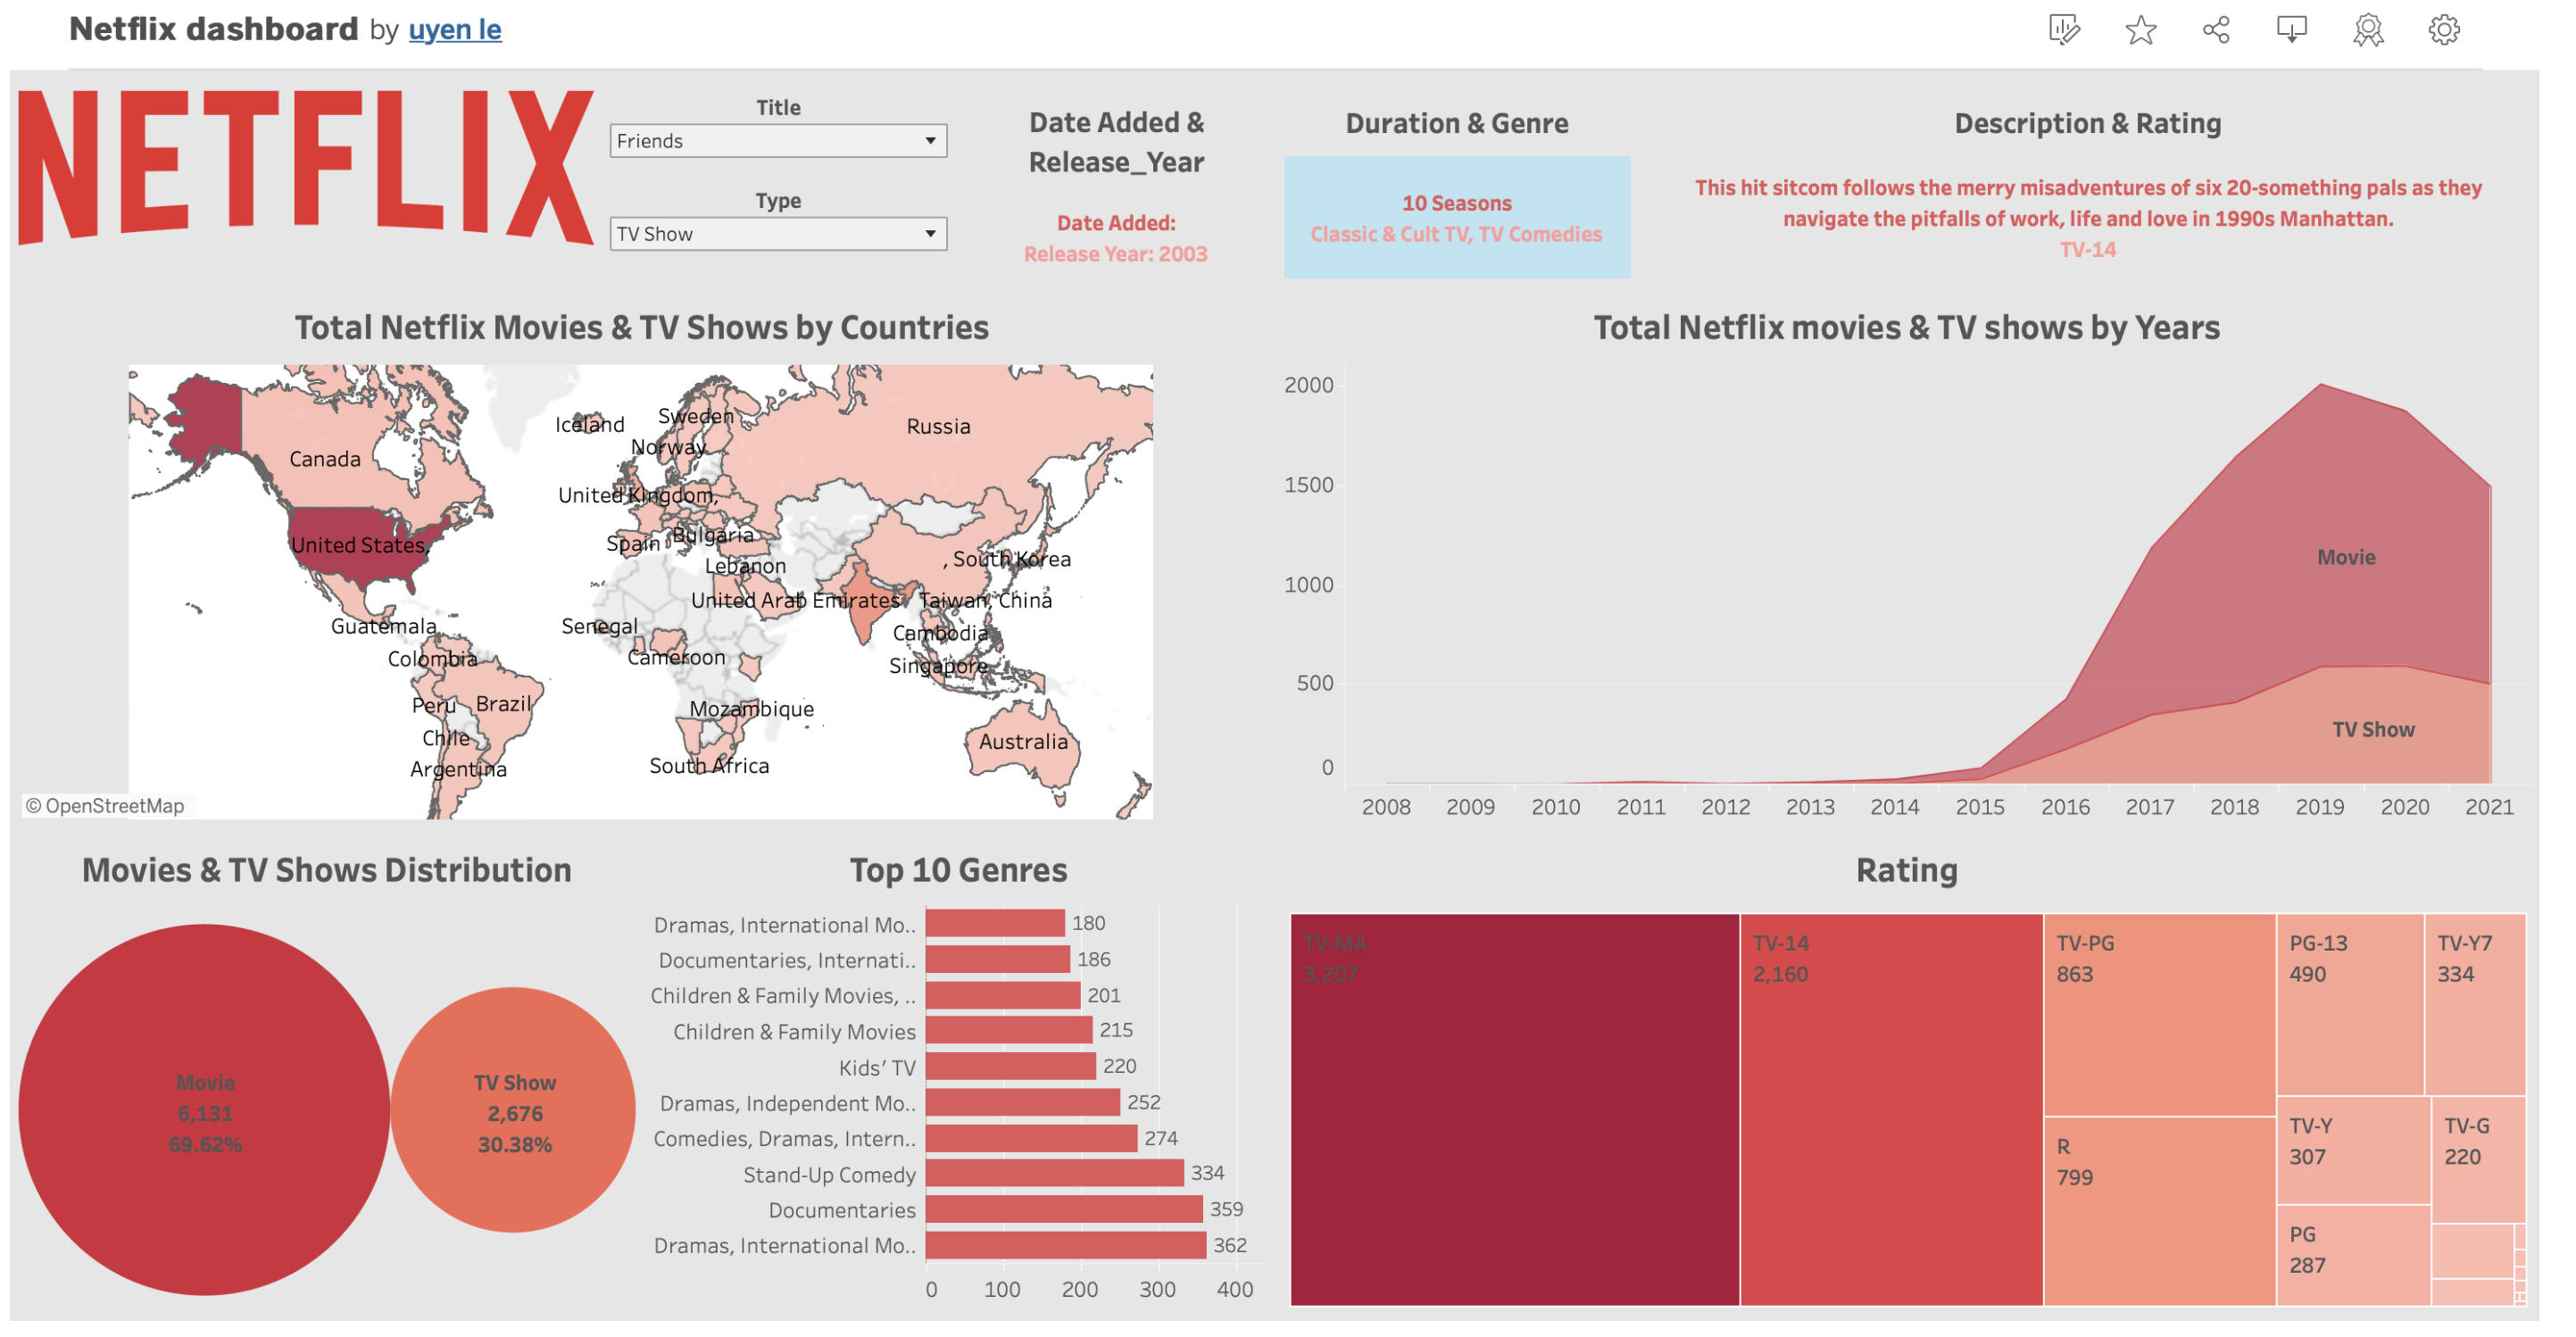 Netflix dashboard by uyen le
NETFLIX
Title
Friends
Type
TV Show
Date Added &
Release_Year
Date Added:
Release Year: 2003
Duration & Genre
10 Seasons
Classic & Cult TV, TV Comedies
Description & Rating
This hit sitcom follows the merry misadventures of six 20-something pals as they
navigate the pitfalls of work, life and love in 1990s Manhattan.
TV-14
Total Netflix Movies & TV Shows by Countries
Iceland
Sweden
Norway
Russia
Canada
United Kingdom,
United States,
Spain
Bulgaria
Lebanon
, South Korea
United Arab Emirates
Taiwan, China
Guatemala
Senegal
Cambodia
Colombia
Cameroon
Singapore
Peru
Brazil
Mozambique
Chile
Australia
Argentina
South Africa
© OpenStreetMap
Total Netflix movies & TV shows by Years
2000
1500
1000
500
0
Movie
TV Show
2008 2009 2010 2011 2012 2013 2014 2015 2016 2017 2018 2019 2020 2021
Movies & TV Shows Distribution
Movie
6,131
69.62%
TV Show
2,676
30.38%
Top 10 Genres
Dramas, International Mo.. 180
Documentaries, Internati.. 186
Children & Family Movies, .. 201
Children & Family Movies 215
Kids' TV 220
Dramas, Independent Mo.. 252
Comedies, Dramas, Intern.. 274
Stand-Up Comedy 334
Documentaries 359
Dramas, International Mo.. 362
0 100 200 300 400
Rating
TV-MA
3,207
TV-14
2,160
TV-PG
863
R
799
PG-13
490
TV-Y7
334
TV-Y
307
TV-G
220
PG
287